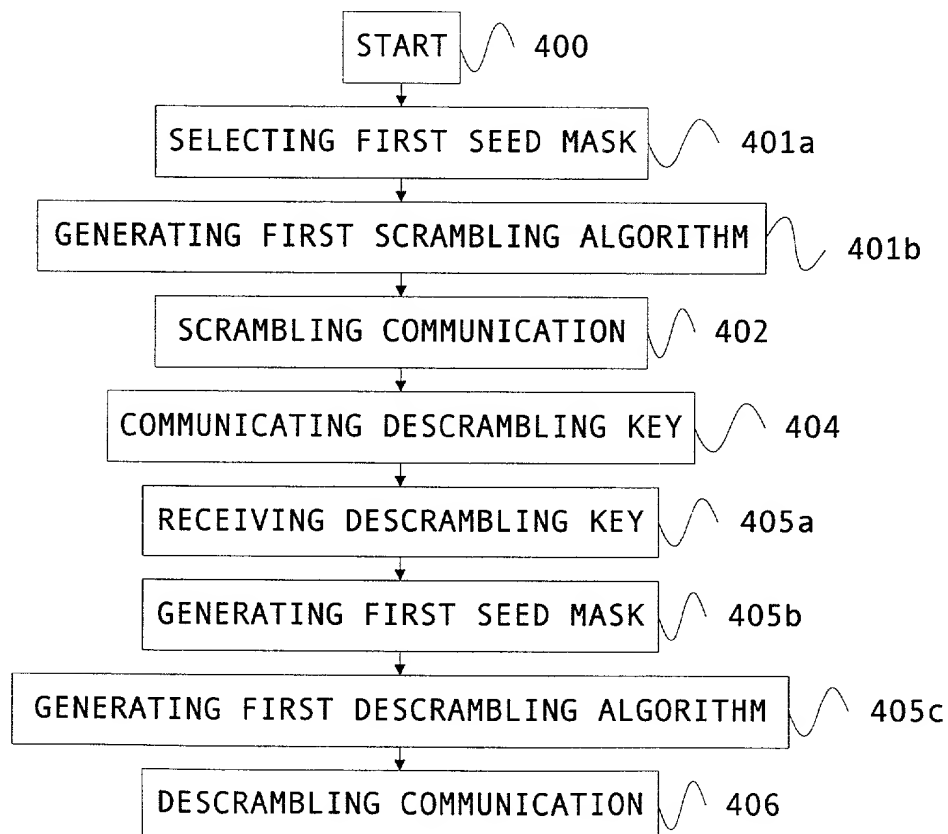 START 400
SELECTING FIRST SEED MASK 401a
GENERATING FIRST SCRAMBLING ALGORITHM 401b
SCRAMBLING COMMUNICATION 402
COMMUNICATING DESCRAMBLING KEY 404
RECEIVING DESCRAMBLING KEY 405a
GENERATING FIRST SEED MASK 405b
GENERATING FIRST DESCRAMBLING ALGORITHM 405c
DESCRAMBLING COMMUNICATION 406